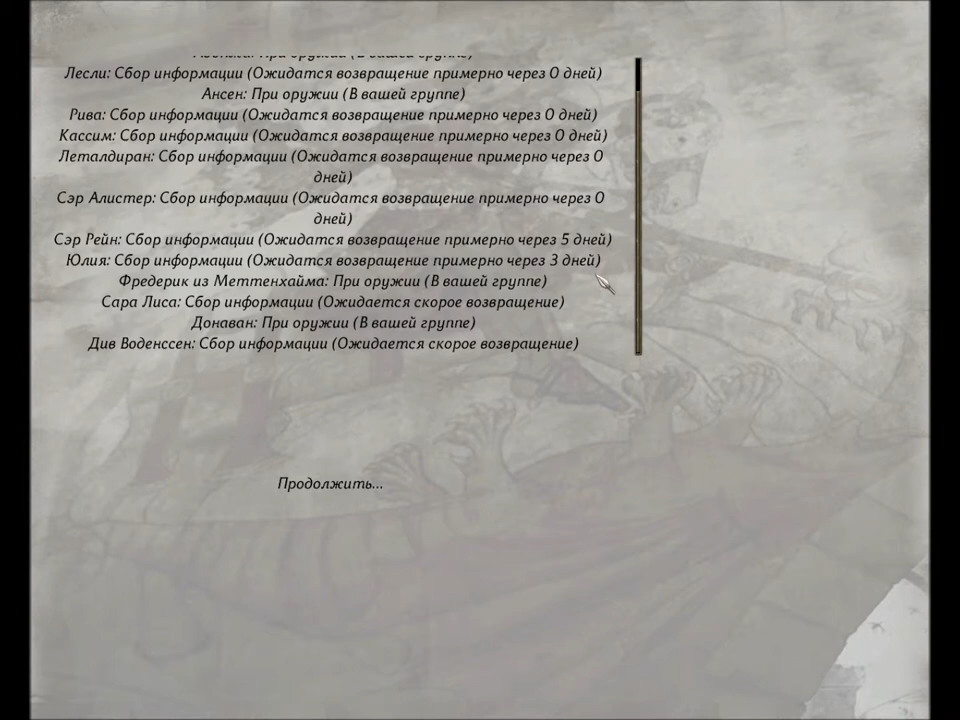 При оружии (В вашей группе)
Лесли: Сбор информации (Ожидатся возвращение примерно через 0 дней)
Ансен: При оружии (В вашей группе)
Рива: Сбор информации (Ожидатся возвращение примерно через 0 дней)
Кассим: Сбор информации (Ожидатся возвращение примерно через 0 дней)
Леталдиран: Сбор информации (Ожидатся возвращение примерно через 0
дней)
Сэр Алистер: Сбор информации (Ожидатся возвращение примерно через 0
дней)
Сэр Рейн: Сбор информации (Ожидатся возвращение примерно через 5 дней)
Юлия: Сбор информации (Ожидатся возвращение примерно через 3 дней)
Фредерик из Меттенхайма: При оружии (В вашей группе)
Сара Лиса: Сбор информации (Ожидается скорое возвращение)
Донаван: При оружии (В вашей группе)
Див Воденссен: Сбор информации (Ожидается скорое возвращение)
Продолжить...